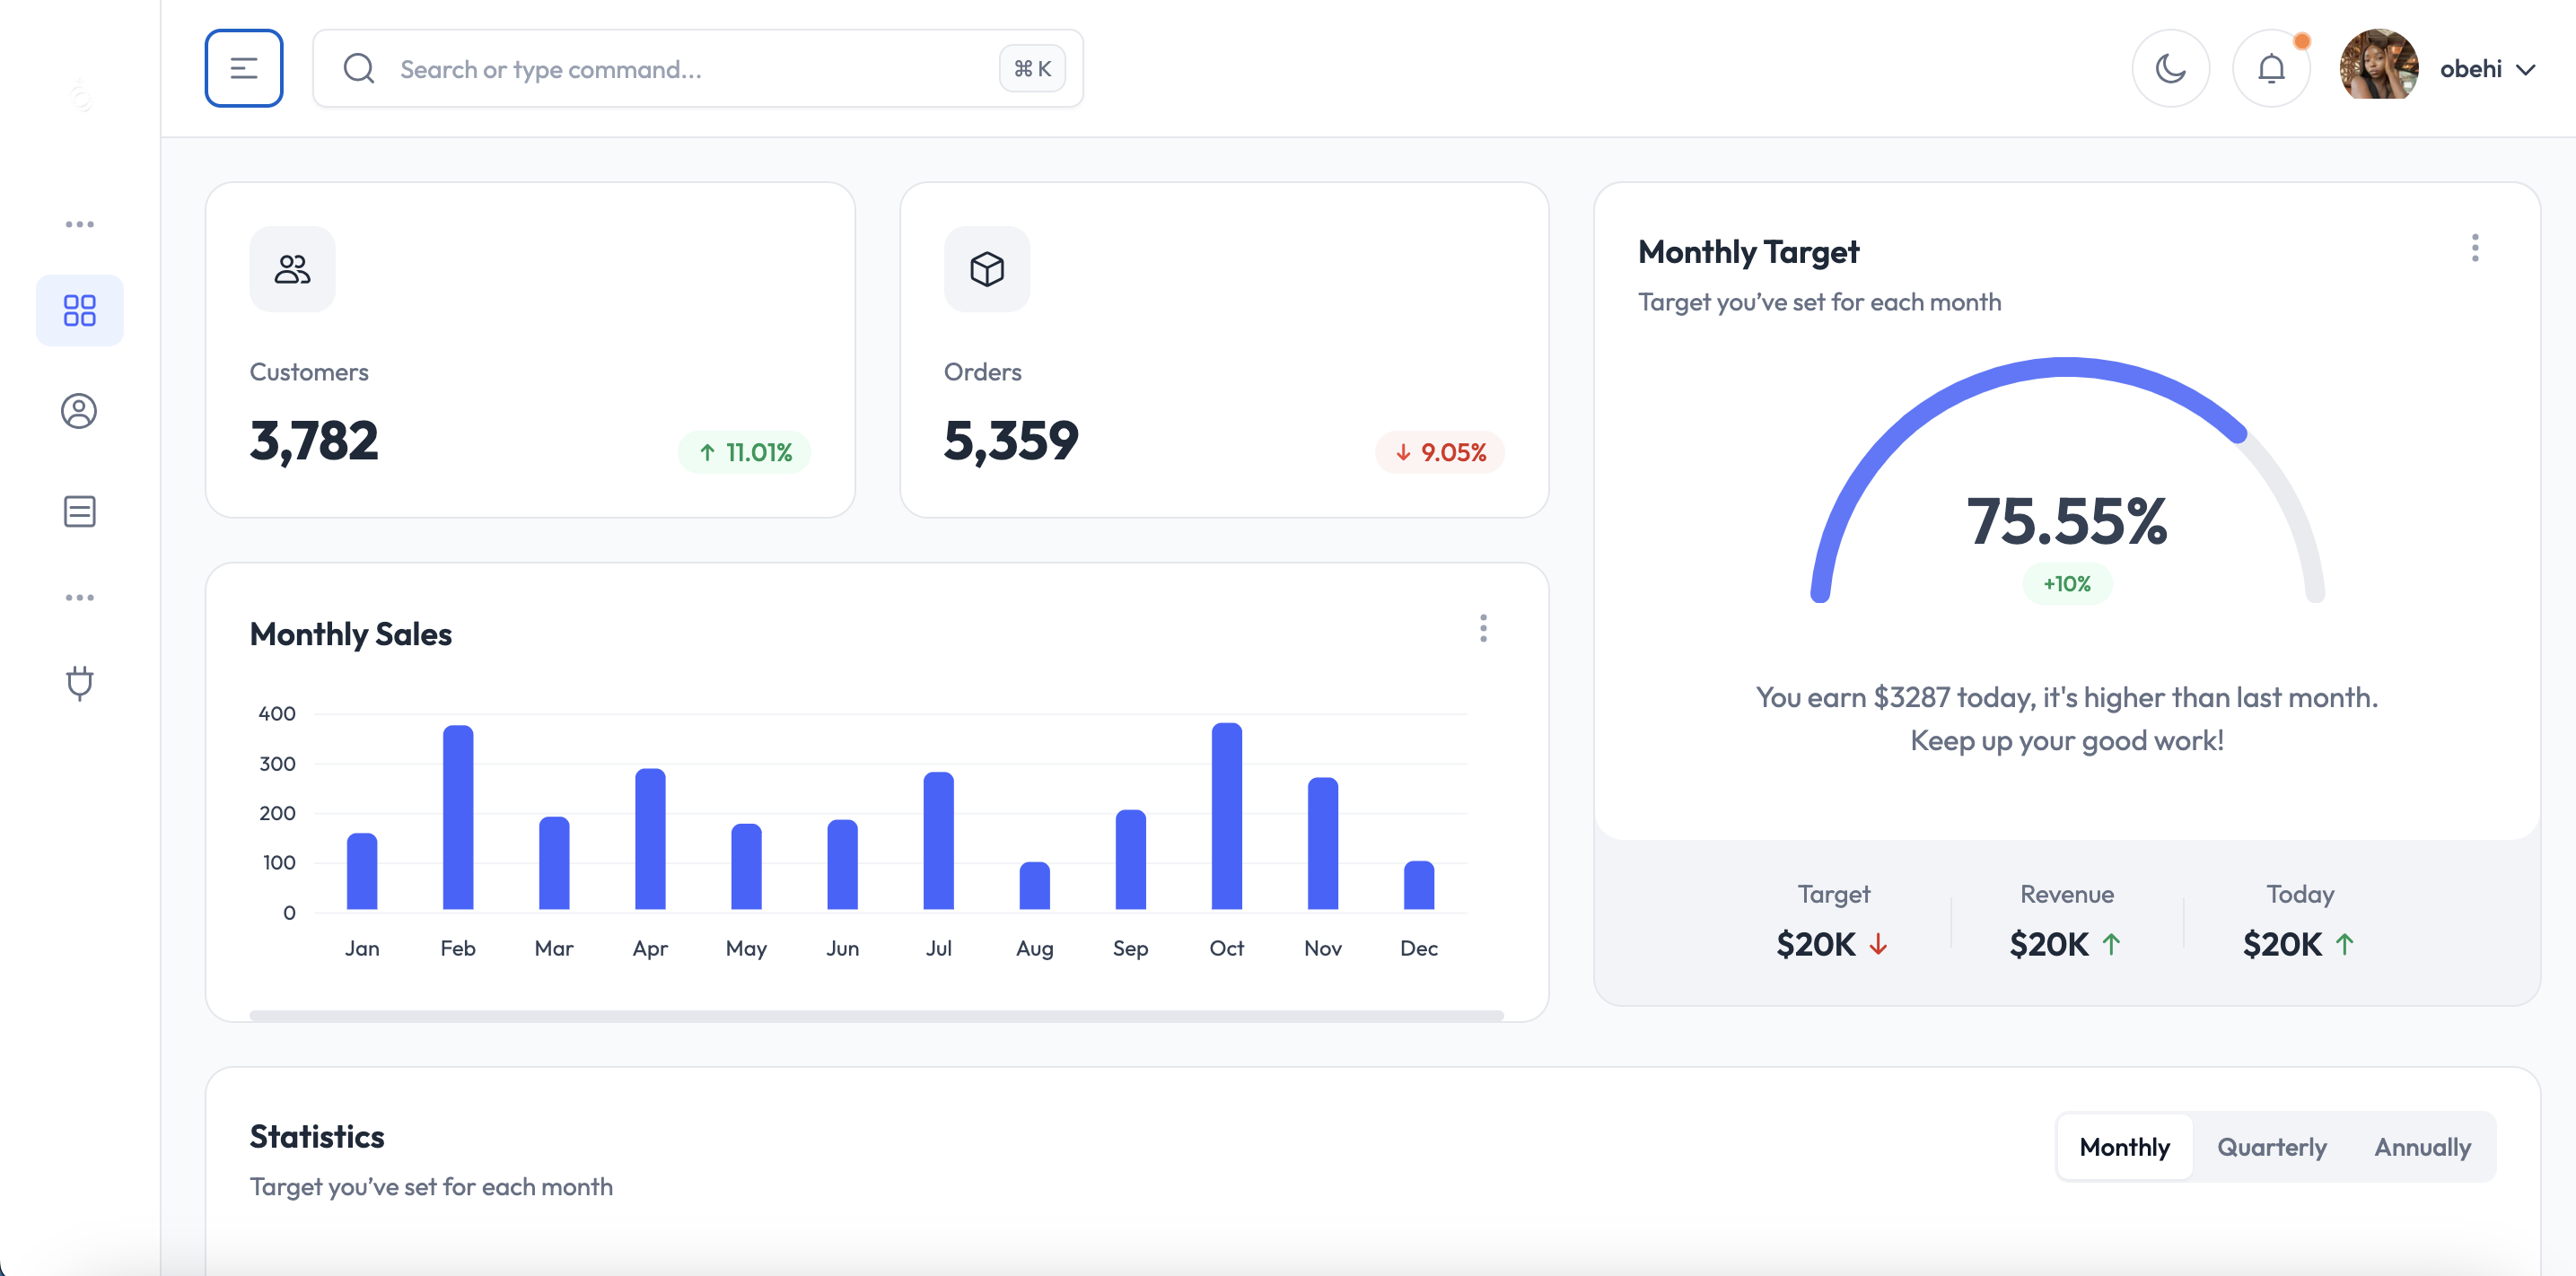 Search or type command...
⌘ K
obehi
Customers
3,782
↑ 11.01%
Orders
5,359
↓ 9.05%
Monthly Target
Target you’ve set for each month
75.55%
+10%
You earn $3287 today, it's higher than last month.
Keep up your good work!
Target
$20K ↓
Revenue
$20K ↑
Today
$20K ↑
Monthly Sales
400
300
200
100
0
Jan Feb Mar Apr May Jun Jul Aug Sep Oct Nov Dec
Statistics
Target you’ve set for each month
Monthly Quarterly Annually